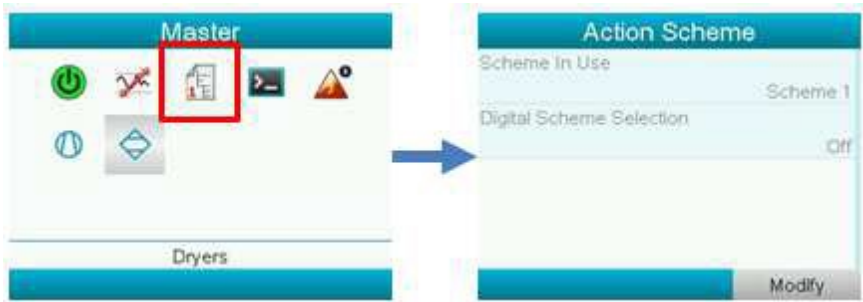 Master
Dryers
Action Scheme
Scheme In Use
Scheme 1
Digital Scheme Selection
Off
Modify